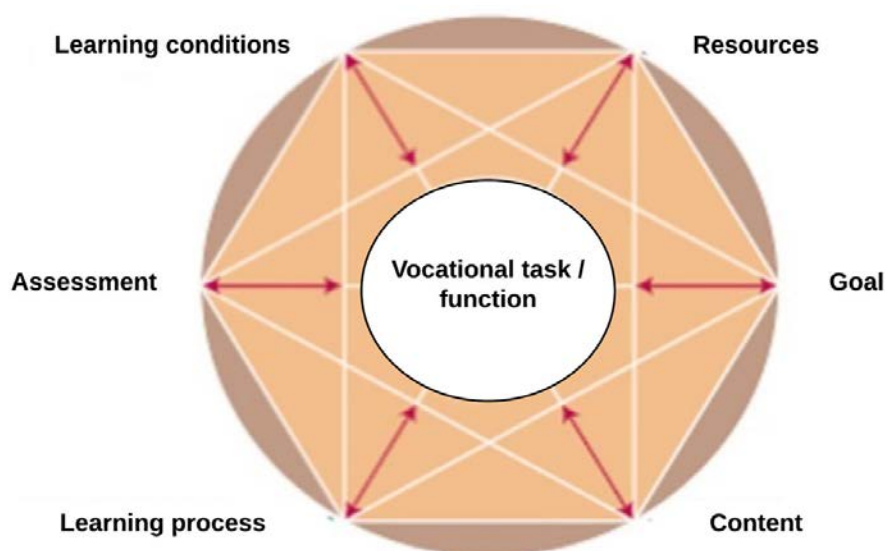 Learning conditions
Resources
Assessment
Vocational task /
function
Goal
Learning process
Content